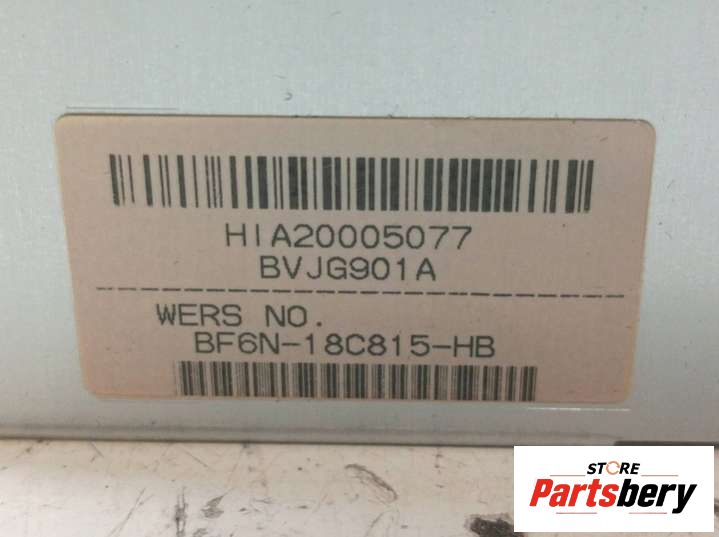 HIA20005077
BVJG901A
WERS NO.
BF6N-18C815-HB
STORE
Partsbery